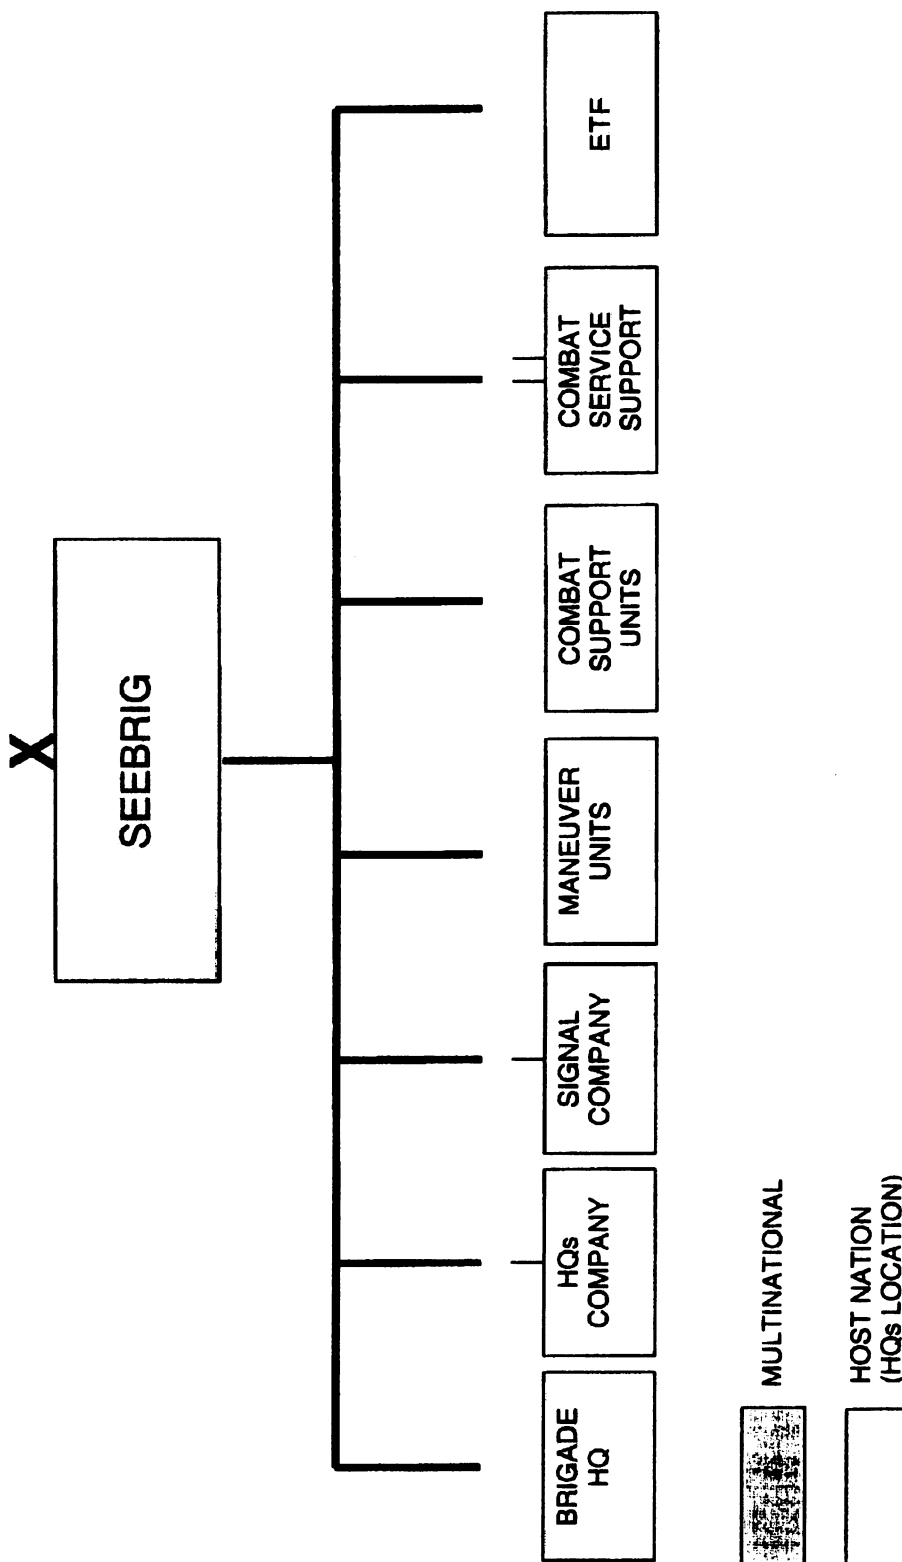 X
SEEBRIG
BRIGADE
HQ
HQs
COMPANY
SIGNAL
COMPANY
MANEUVER
UNITS
COMBAT
SUPPORT
UNITS
COMBAT
SERVICE
SUPPORT
ETF
MULTINATIONAL
HOST NATION
(HQs LOCATION)